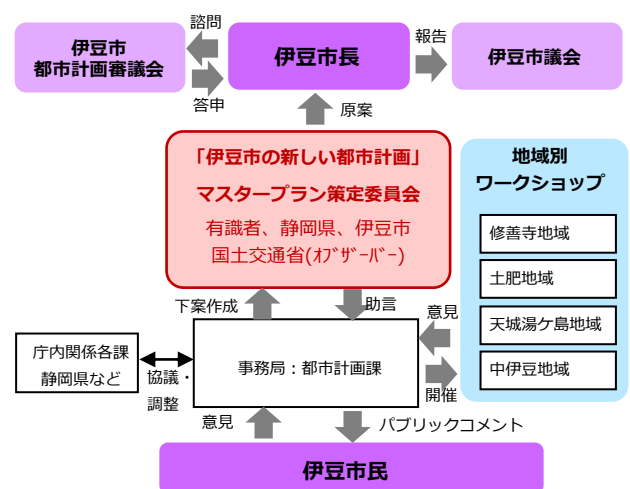 諮問
伊豆市
都市計画審議会
伊豆市長
報告
伊豆市議会
答申
原案
「伊豆市の新しい都市計画」
マスタープラン策定委員会
有識者、静岡県、伊豆市
国土交通省(ｵﾌﾞｻﾞｰﾊﾞｰ)
地域別
ワークショップ
修善寺地域
土肥地域
天城湯ケ島地域
中伊豆地域
下案作成
助言
意見
庁内関係各課
静岡県など
協議・
調整
事務局：都市計画課
開催
意見
パブリックコメント
伊豆市民